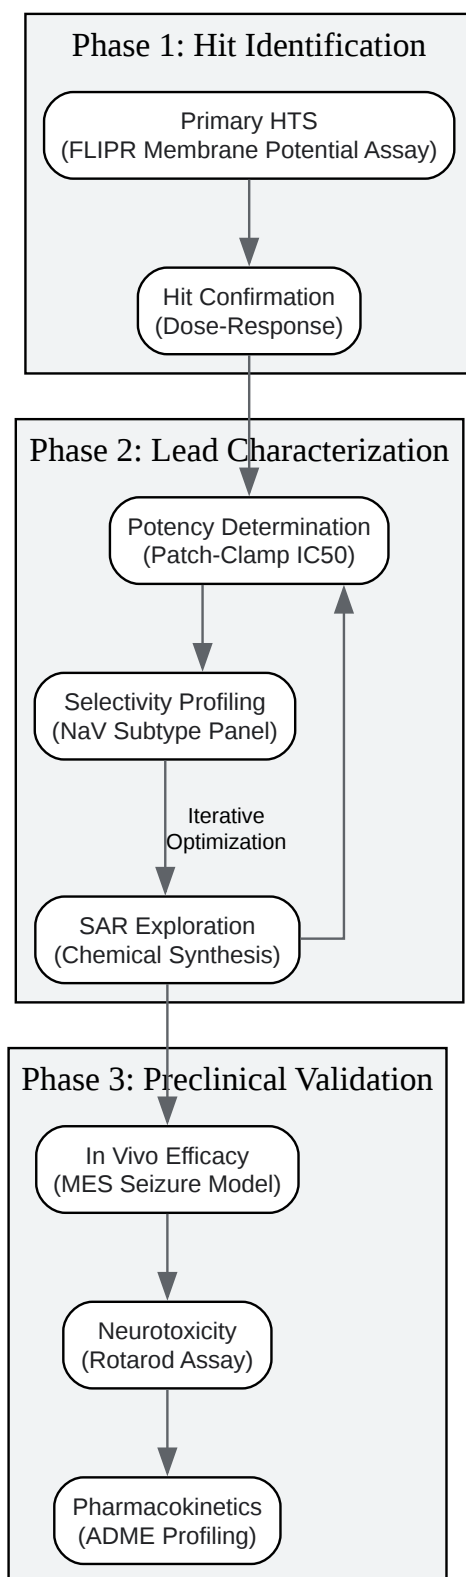 Phase 1: Hit Identification
Primary HTS
(FLIPR Membrane Potential Assay)
Hit Confirmation
(Dose-Response)
Phase 2: Lead Characterization
Potency Determination
(Patch-Clamp IC50)
Selectivity Profiling
(NaV Subtype Panel)
Iterative
Optimization
SAR Exploration
(Chemical Synthesis)
Phase 3: Preclinical Validation
In Vivo Efficacy
(MES Seizure Model)
Neurotoxicity
(Rotarod Assay)
Pharmacokinetics
(ADME Profiling)